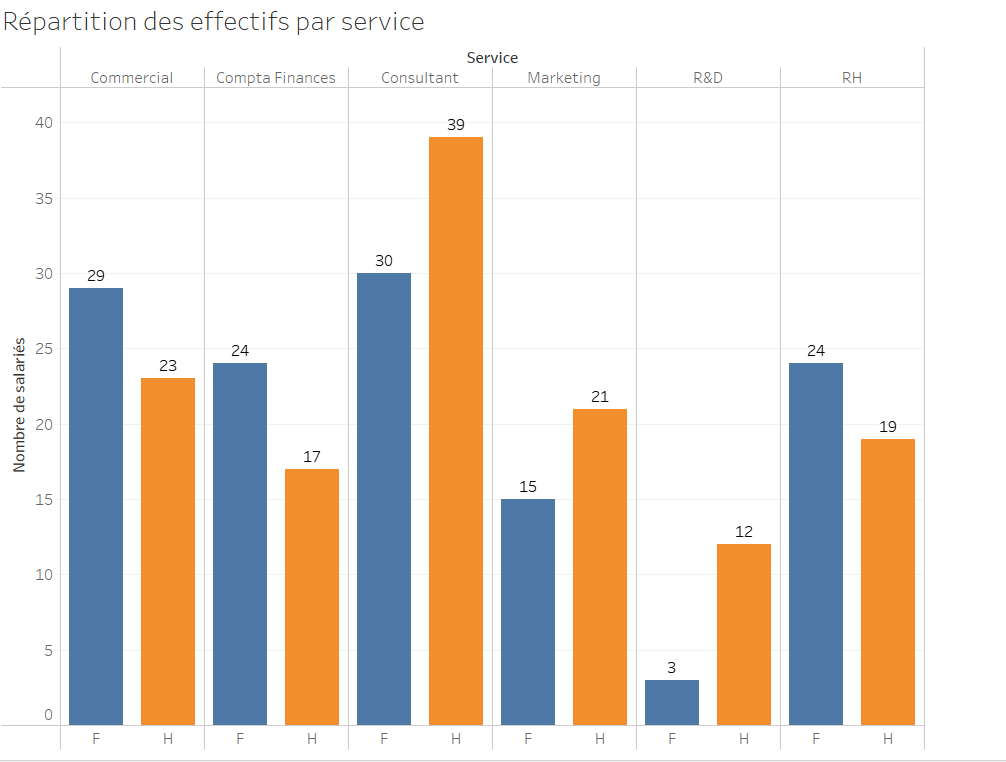 Répartition des effectifs par service
Service
Commercial Compta Finances Consultant Marketing R&D RH
Nombre de salariés
40
35
30
25
20
15
10
5
0
29 23 24 17 30 39 15 21 3 12 24 19
F H F H F H F H F H F H